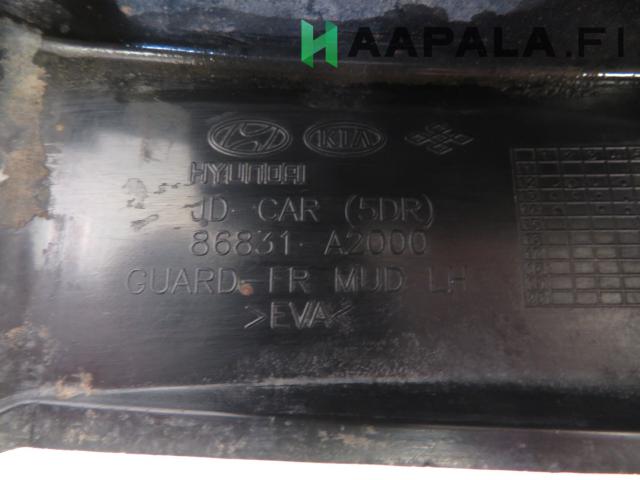 HAAPALA.FI
KIA
HYUNDAI
JD-CAR (5DR)
86831-A2000
GUARD-FR MUD LH
>EVA<